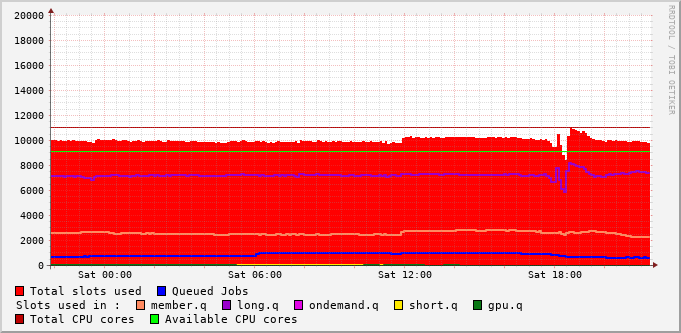 20000
18000
16000
14000
12000
10000
8000
6000
4000
2000
0
Sat 00:00 Sat 06:00 Sat 12:00 Sat 18:00
RRDTOOL / TOBI OETIKER
Total slots used Queued Jobs
Slots used in : member.q long.q ondemand.q short.q gpu.q
Total CPU cores Available CPU cores